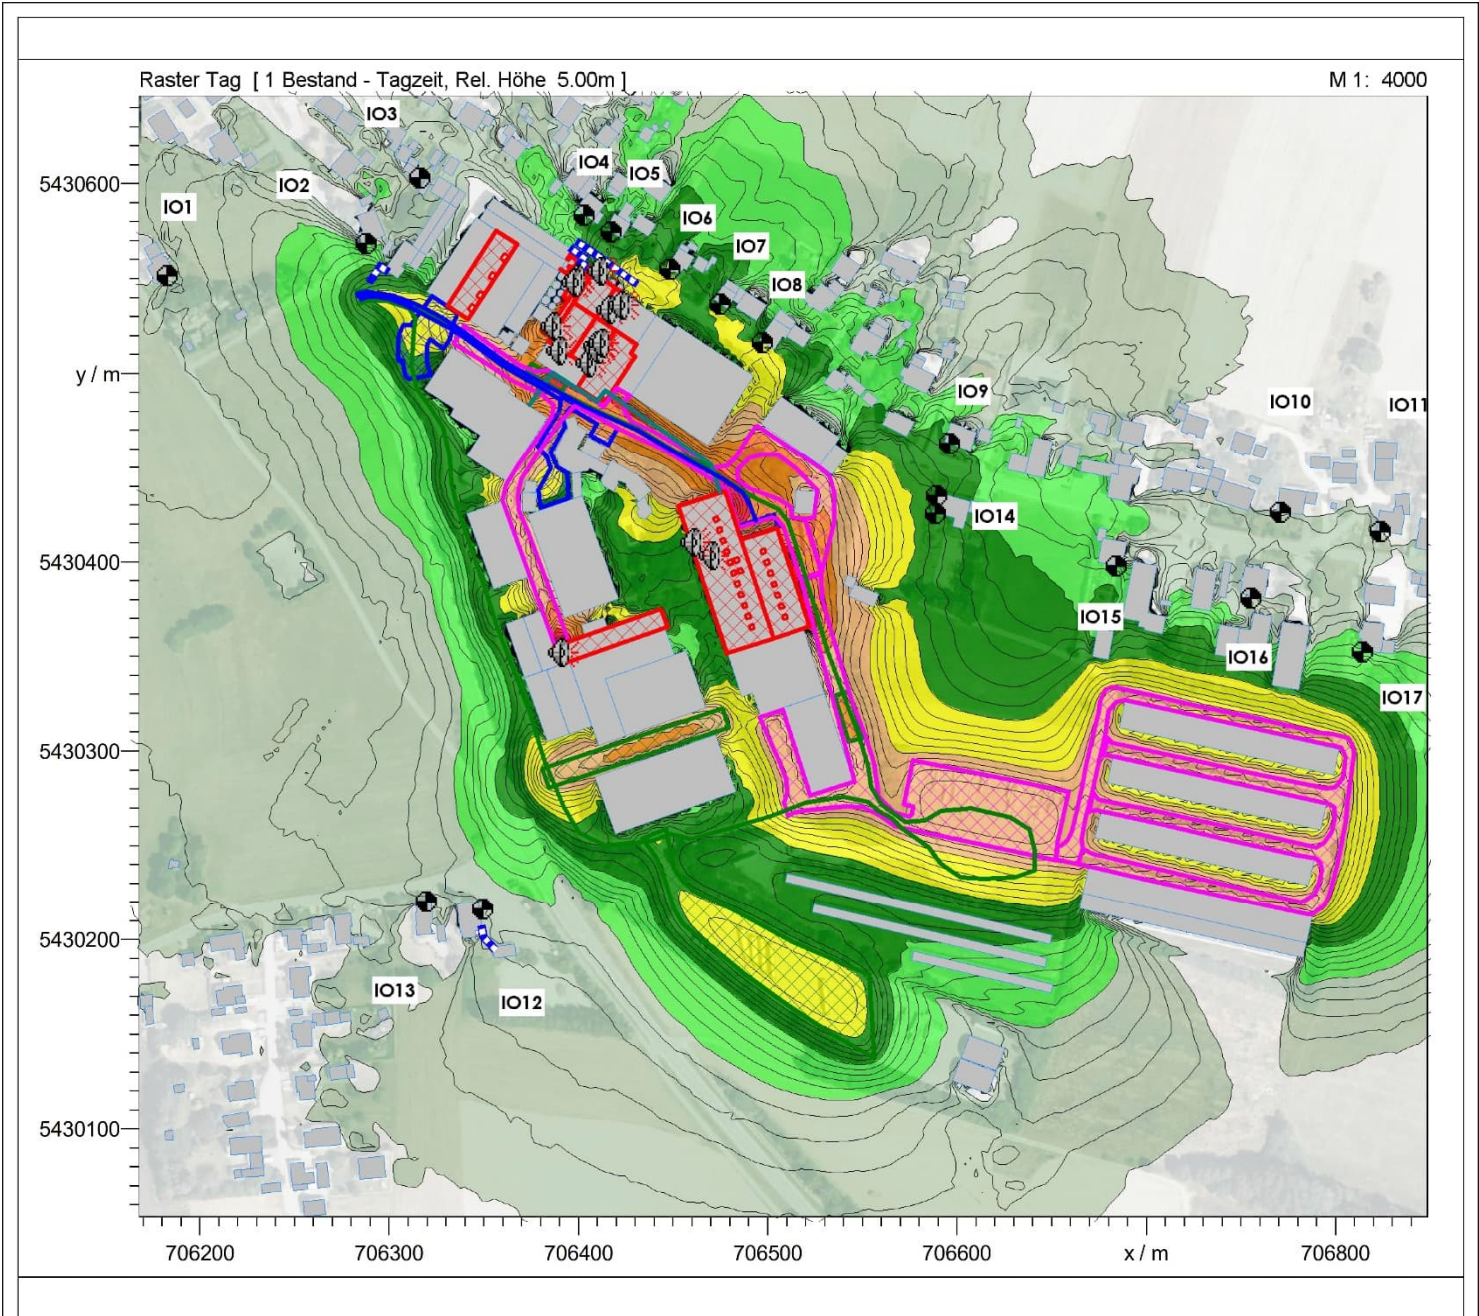 Raster Tag [ 1 Bestand - Tagzeit, Rel. Höhe 5.00m ]
M 1: 4000
IO3
5430600
IO4
IO5
IO2
IO1
IO6
IO7
IO8
y / m
IO9
IO10
IO11
IO14
5430400
IO15
IO16
IO17
5430300
5430200
IO13
IO12
5430100
706200
706300
706400
706500
706600
x / m
706800